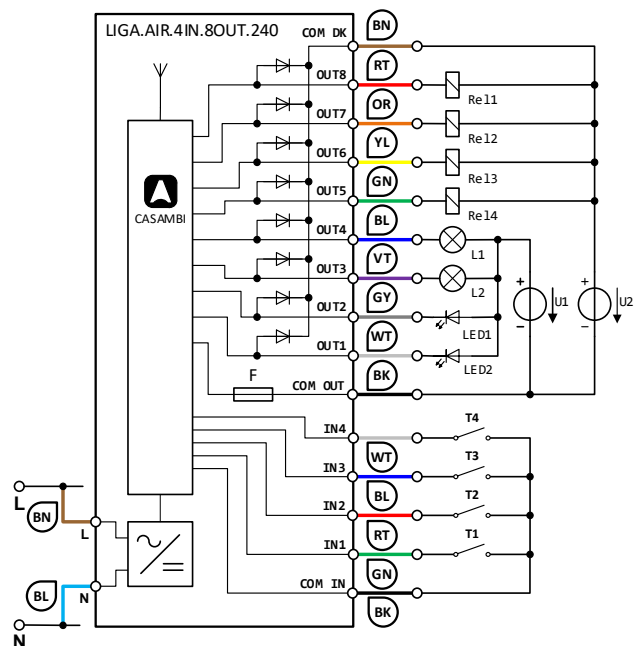 LIGA.AIR.4IN.8OUT.240
COM DK
BN
OUT8
RT
Rel1
OUT7
OR
Rel2
OUT6
YL
Rel3
OUT5
GN
Rel4
CASAMBI
OUT4
BL
L1
OUT3
VT
L2
OUT2
GY
LED1
+
U1
−
+
U2
−
OUT1
WT
LED2
F
COM OUT
BK
IN4
T4
WT
IN3
T3
BL
IN2
T2
RT
IN1
T1
GN
COM IN
BK
L
BN
L
BL
N
N